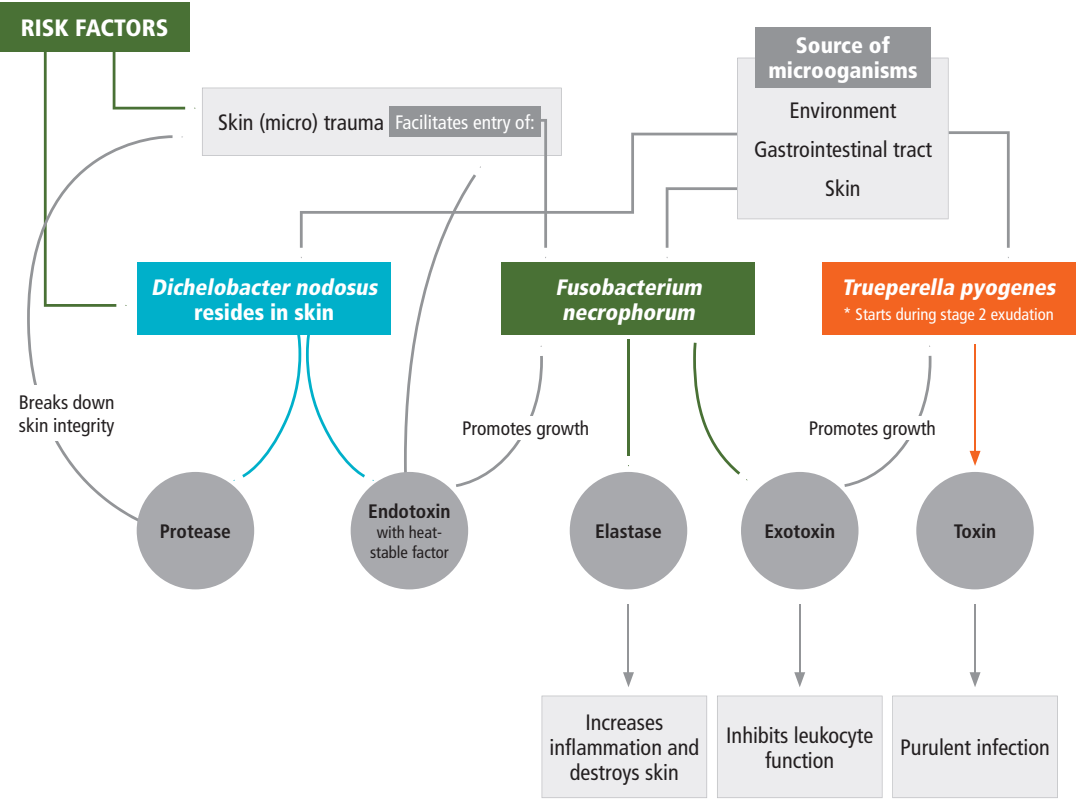 RISK FACTORS
Source of
microoganisms
Environment
Gastrointestinal tract
Skin
Skin (micro) trauma Facilitates entry of:
Dichelobacter nodosus
resides in skin
Fusobacterium
necrophorum
Trueperella pyogenes
* Starts during stage 2 exudation
Breaks down
skin integrity
Promotes growth
Promotes growth
Protease
Endotoxin
with heat-
stable factor
Elastase
Exotoxin
Toxin
Increases
inflammation and
destroys skin
Inhibits leukocyte
function
Purulent infection